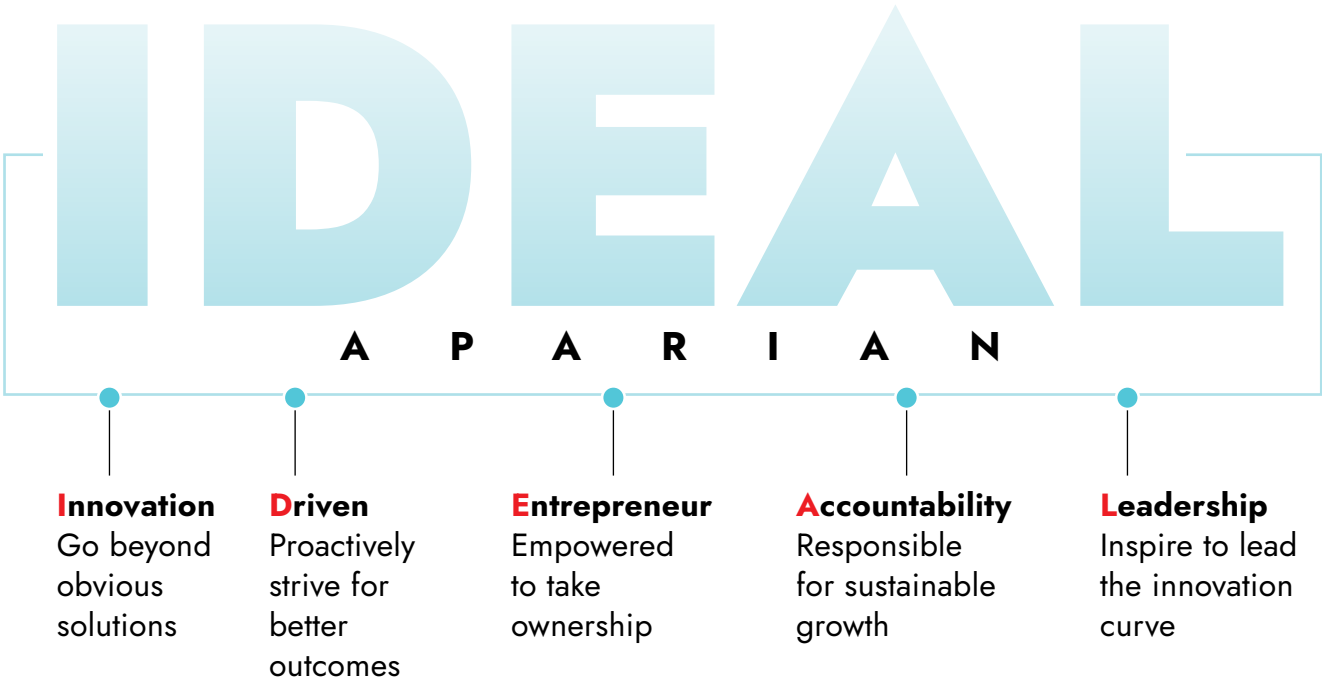 IDEAL
APARIAN
Innovation
Go beyond
obvious
solutions
Driven
Proactively
strive for
better
outcomes
Entrepreneur
Empowered
to take
ownership
Accountability
Responsible
for sustainable
growth
Leadership
Inspire to lead
the innovation
curve